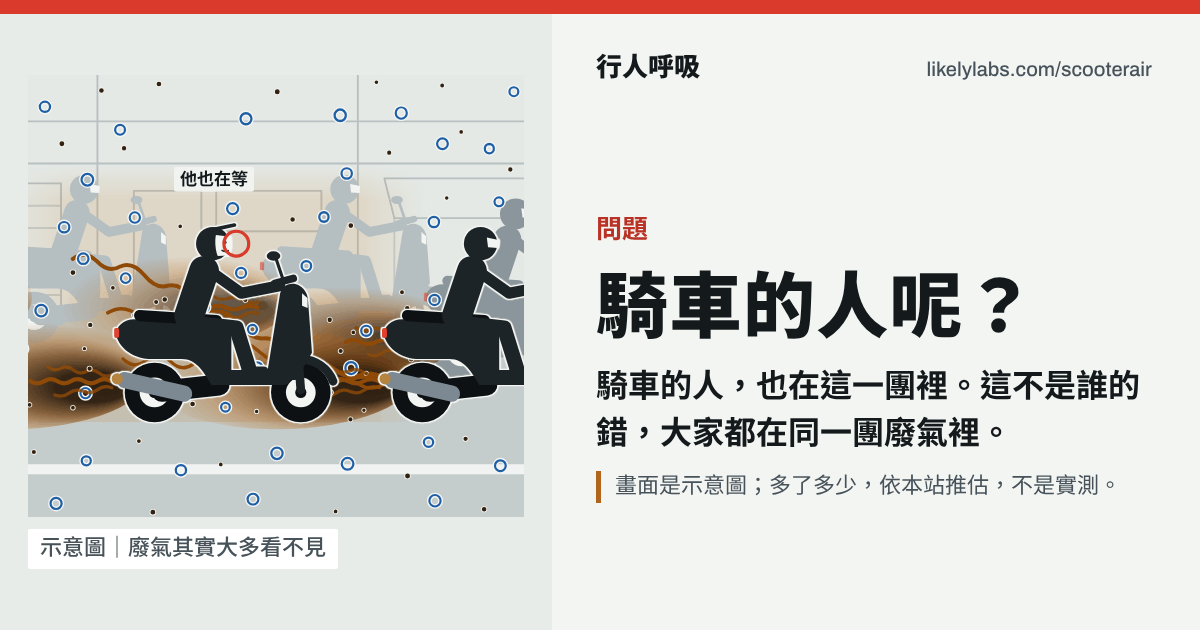 他也在等
示意圖｜廢氣其實大多看不見
行人呼吸
likelylabs.com/scooterair
問題
騎車的人呢？
騎車的人，也在這一團裡。這不是誰的
錯，大家都在同一團廢氣裡。
畫面是示意圖；多了多少，依本站推估，不是實測。